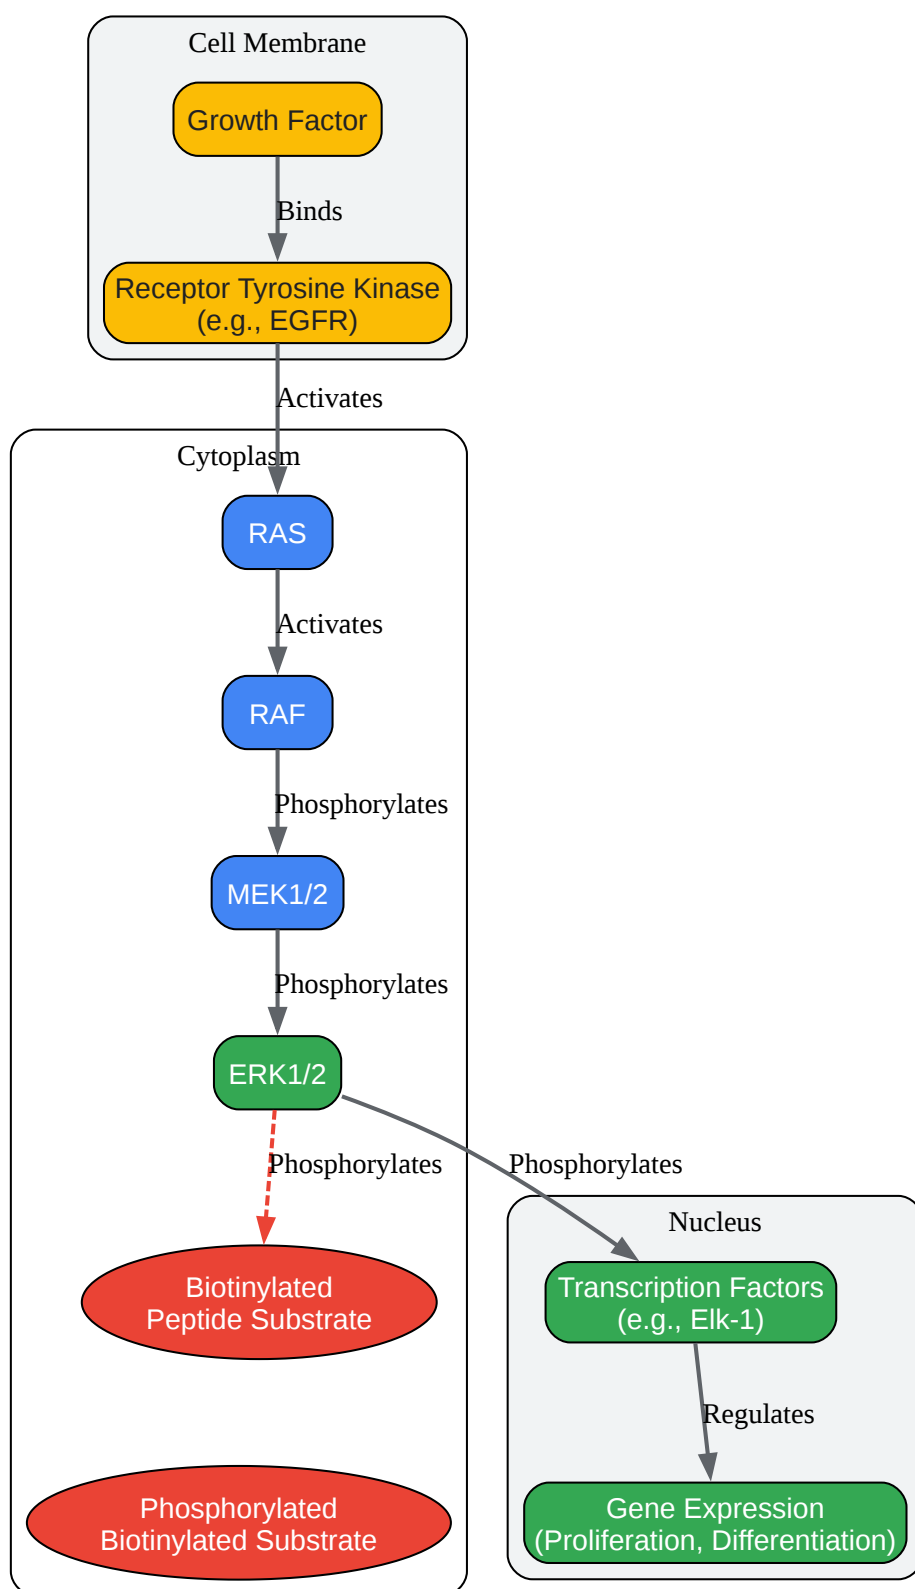 Cell Membrane
Growth Factor
Binds
Receptor Tyrosine Kinase
(e.g., EGFR)
Activates
Cytoplasm
RAS
Activates
RAF
Phosphorylates
MEK1/2
Phosphorylates
ERK1/2
Phosphorylates
Phosphorylates
Nucleus
Biotinylated
Peptide Substrate
Transcription Factors
(e.g., Elk-1)
Regulates
Phosphorylated
Biotinylated Substrate
Gene Expression
(Proliferation, Differentiation)